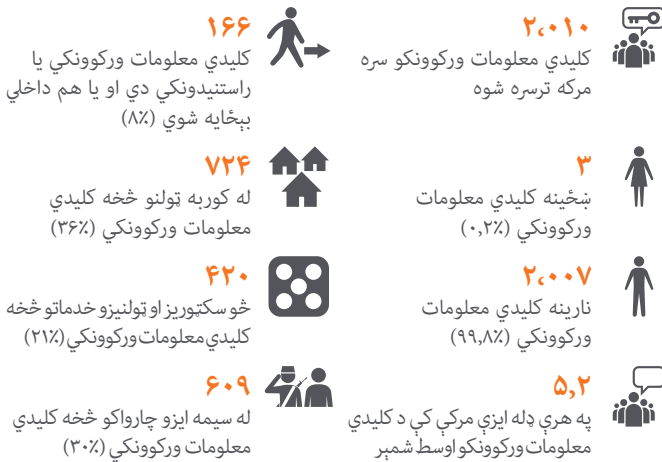 ۲،۰۱۰
کليدي معلومات ورکوونکو سره
مرکه ترسره شوه
۳
ښځينه کليدي معلومات
ورکوونکي (۰,۲٪)
۲،۰۰۷
نارينه کليدي معلومات
ورکوونکي (۹۹,۸٪)
۵,۲
په هرې ډله ايزې مرکې کې د کليدي
معلومات ورکوونکو اوسط شمېر
۱۶۶
کليدي معلومات ورکوونکي يا
راستنيدونکي دي او يا هم داخلي
بېځايه شوي (۸٪)
۷۲۴
له کوربه ټولنو څخه کليدي
معلومات ورکوونکي (۳۶٪)
۴۲۰
څو سکټوريز او ټولنيزو خدماتو څخه
کليدي معلومات ورکوونکي (۲۱٪)
۶۰۹
له سيمه ايزو چارواکو څخه کليدي
معلومات ورکوونکي (۳۰٪)